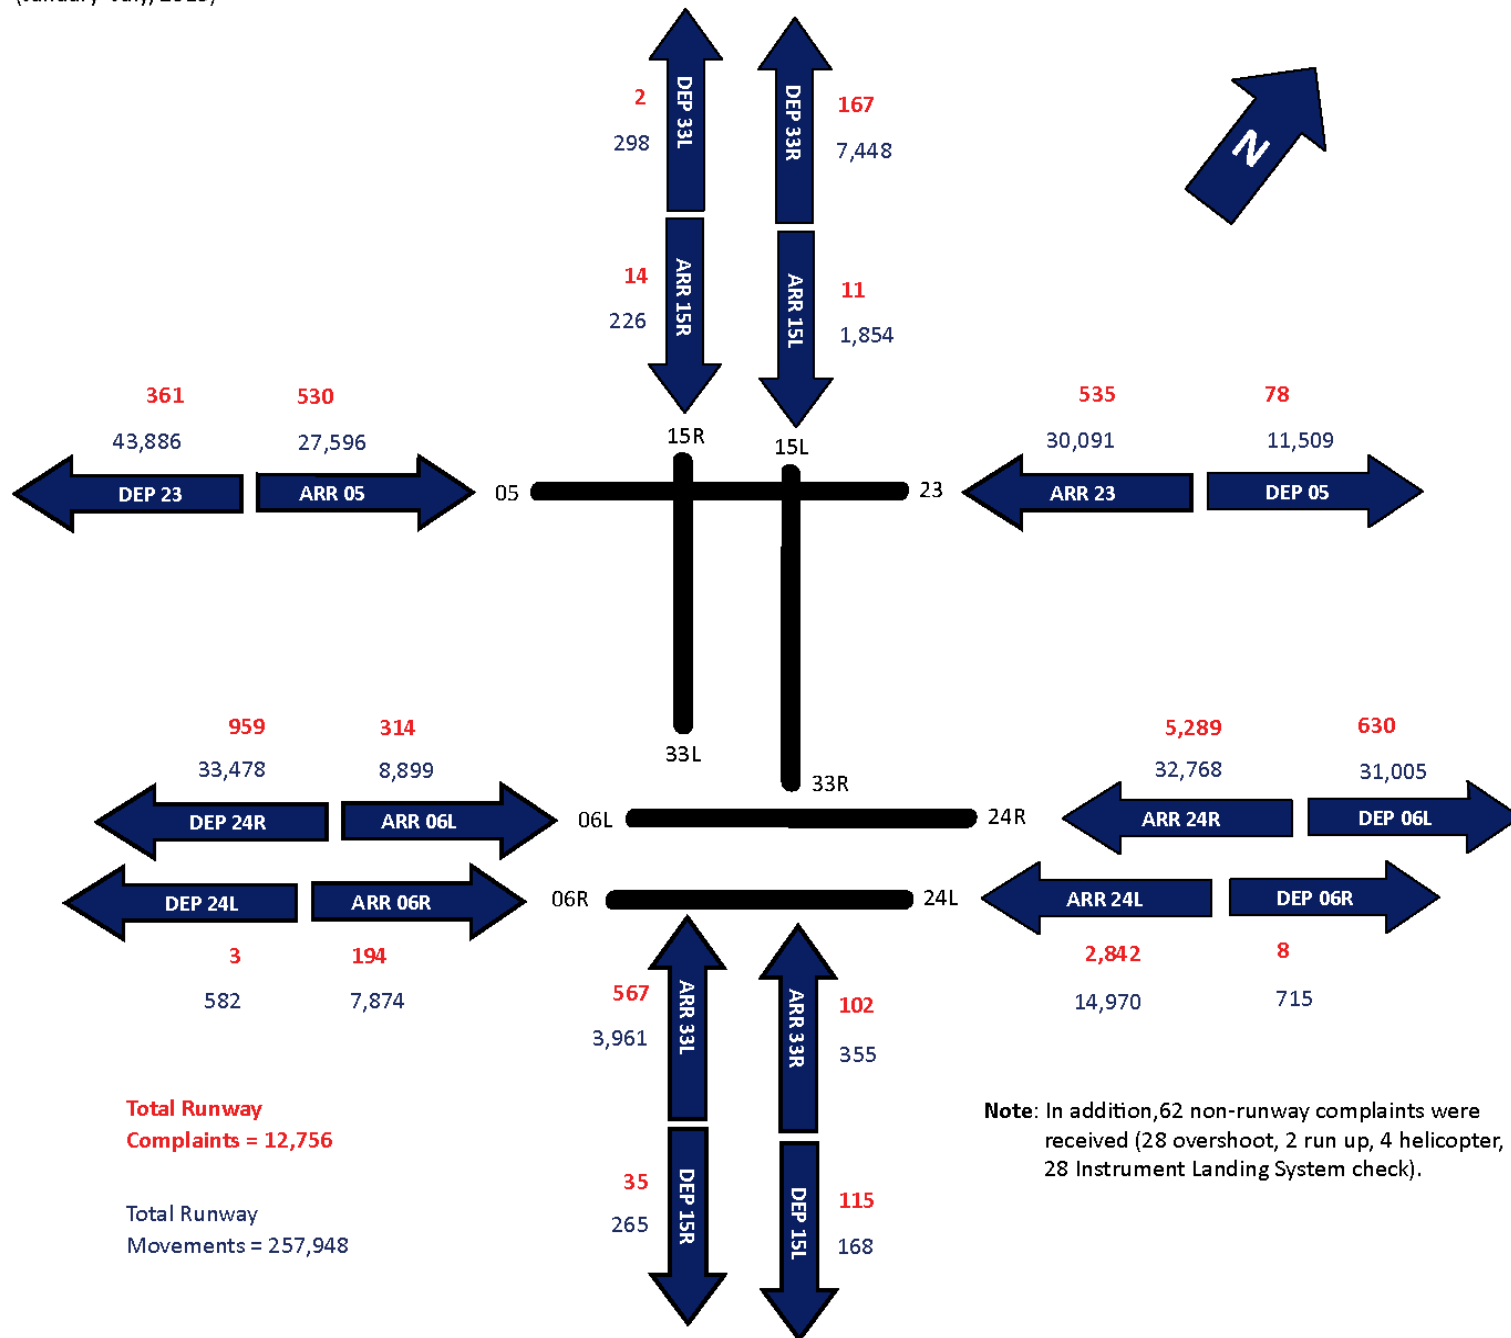 DEP 33L
DEP 33R
2
298
167
7,448
N
ARR 15R
ARR 15L
14
226
11
1,854
361
530
43,886
27,596
535
78
30,091
11,509
15R
15L
DEP 23
ARR 05
05
23
ARR 23
DEP 05
959
314
33,478
8,899
33L
33R
5,289
630
32,768
31,005
DEP 24R
ARR 06L
06L
24R
ARR 24R
DEP 06L
DEP 24L
ARR 06R
06R
24L
ARR 24L
DEP 06R
3
194
582
7,874
2,842
8
14,970
715
567
3,961
ARR 33L
ARR 33R
102
355
Total Runway
Complaints = 12,756
Total Runway
Movements = 257,948
35
265
DEP 15R
DEP 15L
115
168
Note: In addition,62 non-runway complaints were
received (28 overshoot, 2 run up, 4 helicopter,
28 Instrument Landing System check).